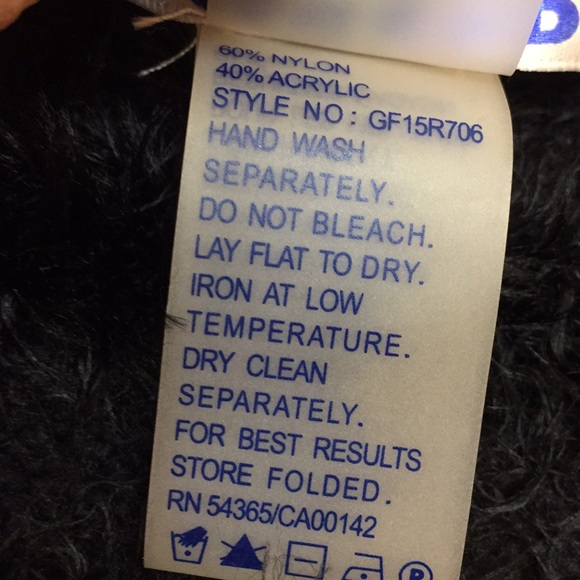 60% NYLON
40% ACRYLIC
STYLE NO: GF15R706
HAND WASH
SEPARATELY.
DO NOT BLEACH.
LAY FLAT TO DRY.
IRON AT LOW
TEMPERATURE.
DRY CLEAN
SEPARATELY.
FOR BEST RESULTS
STORE FOLDED.
RN 54365/CA00142